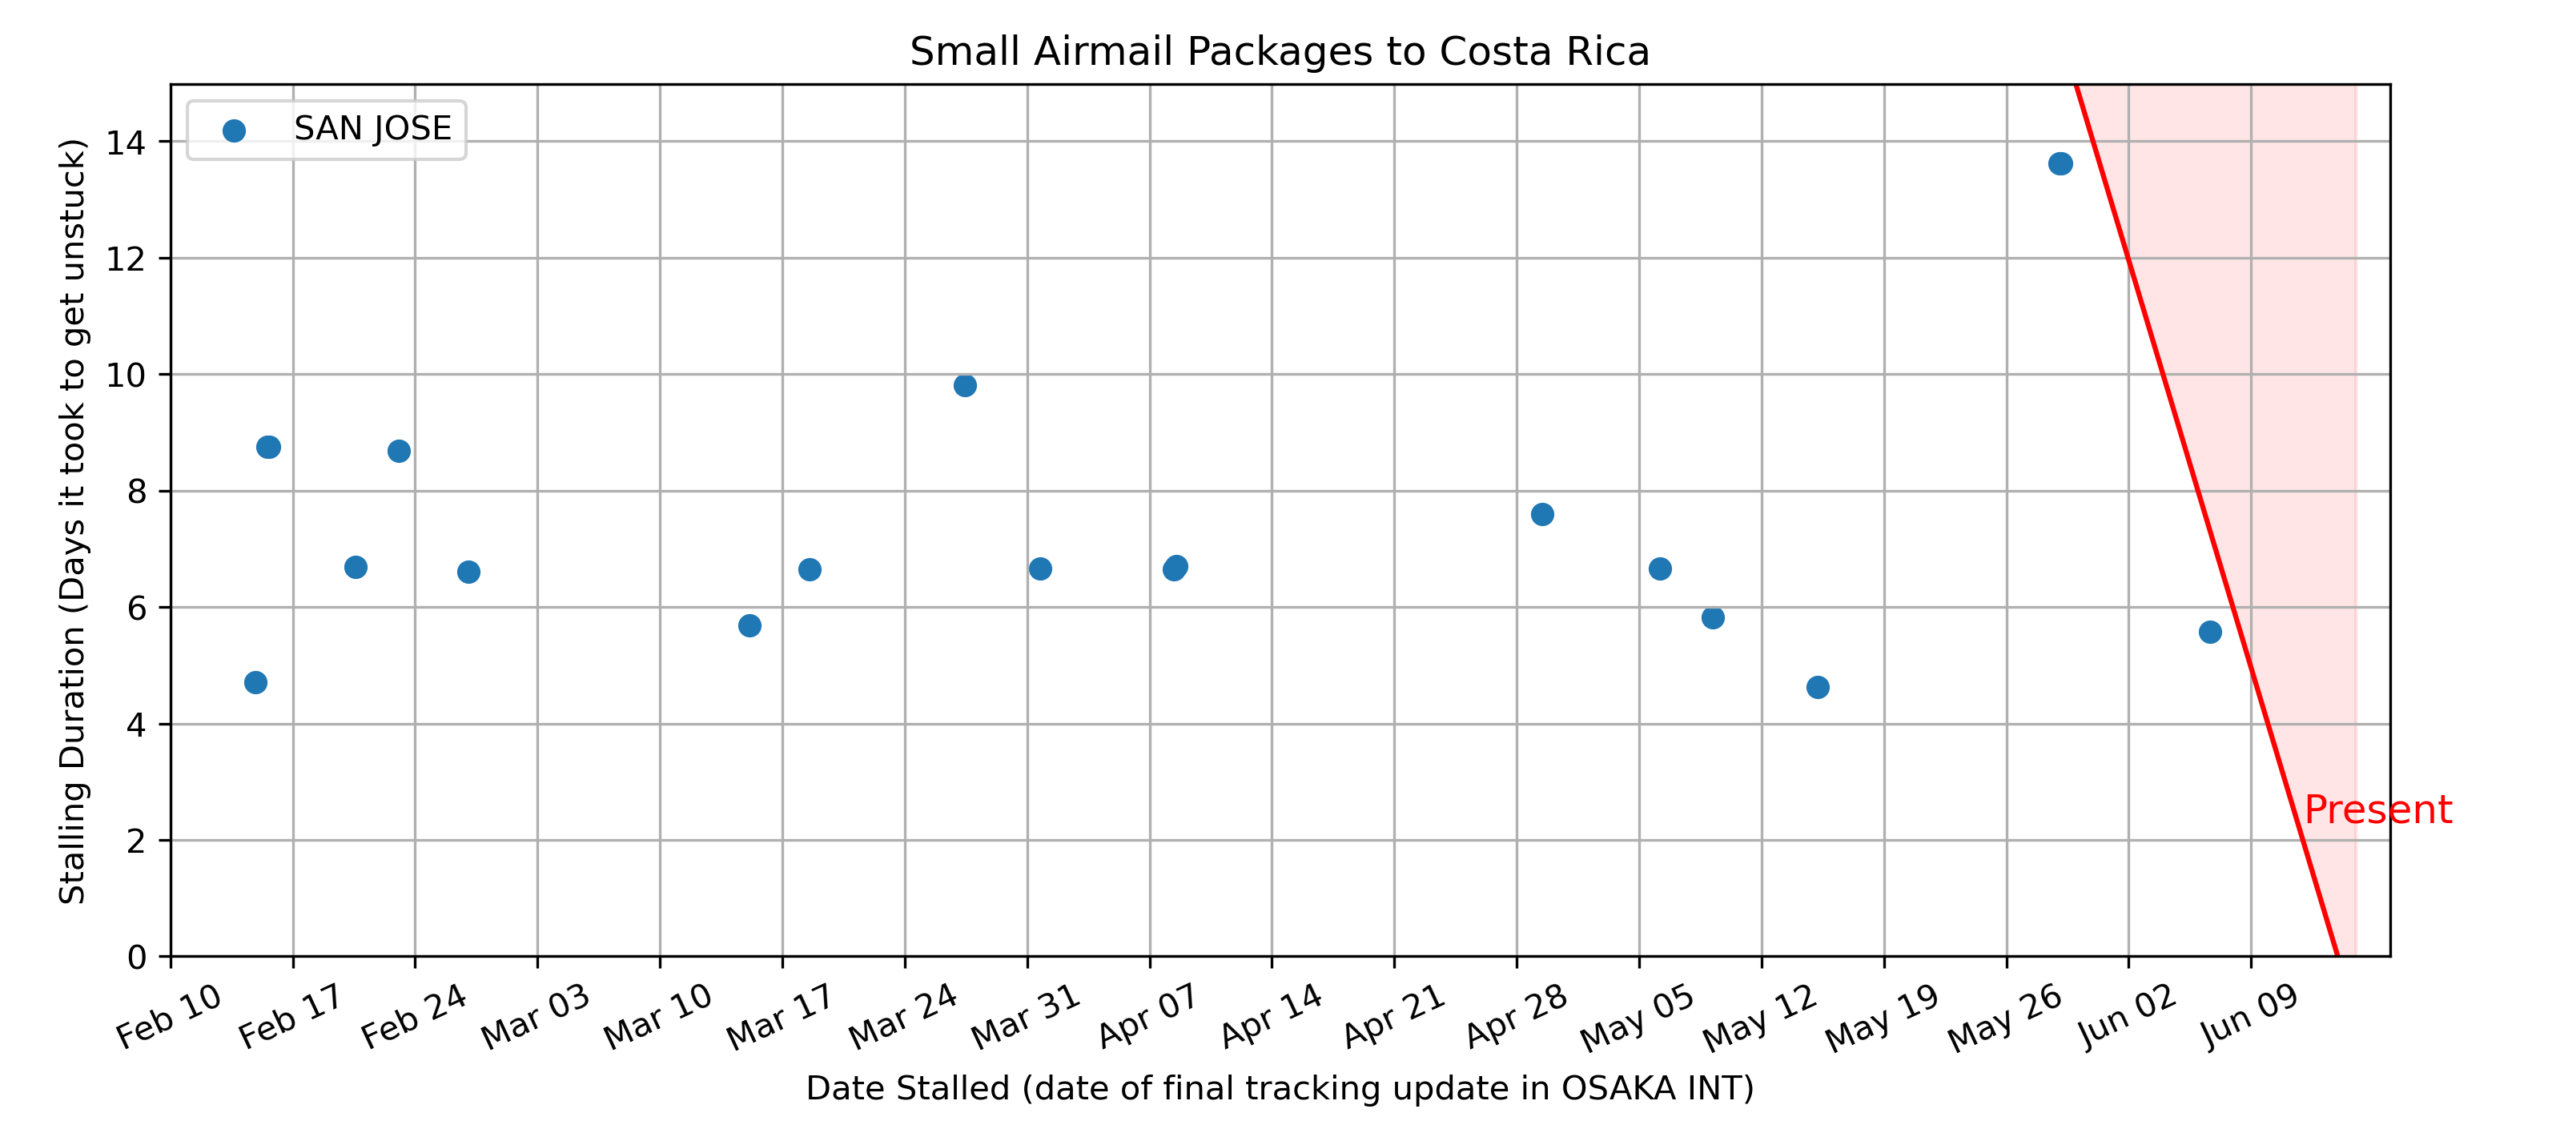 Small Airmail Packages to Costa Rica
SAN JOSE
Stalling Duration (Days it took to get unstuck)
14
12
10
8
6
4
2
0
Present
Feb 10
Feb 17
Feb 24
Mar 03
Mar 10
Mar 17
Mar 24
Mar 31
Apr 07
Apr 14
Apr 21
Apr 28
May 05
May 12
May 19
May 26
Jun 02
Jun 09
Date Stalled (date of final tracking update in OSAKA INT)